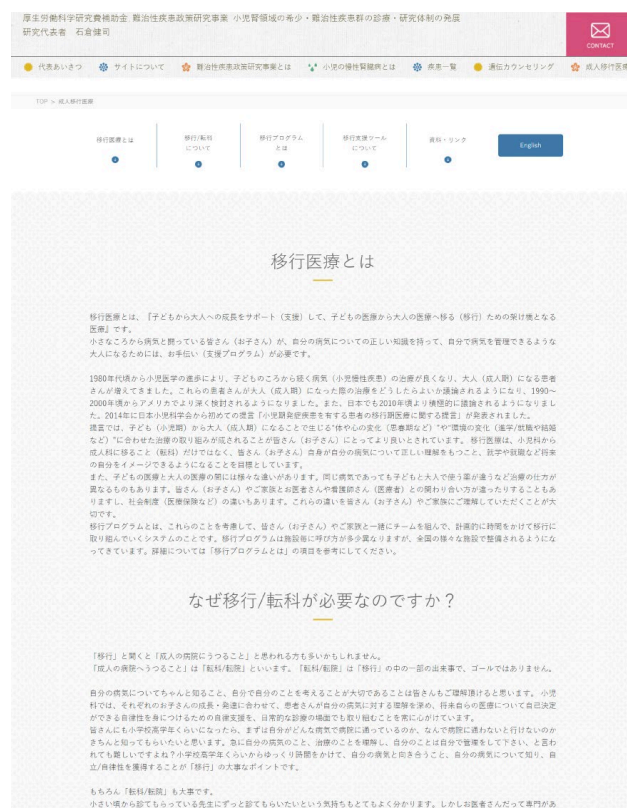 厚生労働科学研究費補助金 難治性疾患政策研究事業 小児腎領域の希少・難治性疾患群の診療・研究体制の発展
研究代表者 石倉健司
CONTACT
代表あいさつ サイトについて 難治性疾患政策研究事業とは 小児の慢性腎臓病とは 疾患一覧 遺伝カウンセリング 成人移行医療
TOP > 成人移行医療
移行医療とは 移行/転科 移行プログラム 移行支援ツール 資料・リンク English
について とは について
移行医療とは
移行医療とは、『子どもから大人への成長をサポート（支援）して、子どもの医療から大人の医療へ移る（移行）ための架け橋となる
医療』です。
小さなころから病気と闘っている皆さん（お子さん）が、自分の病気についての正しい知識を持って、自分で病気を管理できるような
大人になるためには、お手伝い（支援プログラム）が必要です。
1980年代頃から小児医学の進歩により、子どものころから続く病気（小児慢性疾患）の治療が良くなり、大人（成人期）になる患者
さんが増えてきました。これらの患者さんが大人（成人期）になった際の治療をどうしたらよいか議論されるようになり、1990～
2000年頃からアメリカでより深く検討されるようになりました。また、日本でも2010年頃より積極的に議論されるようになりまし
た。2014年に日本小児科学会から初めての提言『小児期発症疾患を有する患者の移行期医療に関する提言』が発表されました。
提言では、子ども（小児期）から大人（成人期）になることで生じる"体や心の変化（思春期など）"や"環境の変化（進学/就職や結婚
など）"に合わせた治療の取り組みが成されることが皆さん（お子さん）にとってより良いとされています。 移行医療は、小児科から
成人科に移ること（転科）だけではなく、皆さん（お子さん）自身が自分の病気について正しい理解をもつこと、就学や就職など将来
の自分をイメージできるようになることを目標としています。
また、子どもの医療と大人の医療の間には様々な違いがあります。同じ病気であっても子どもと大人で使う薬が違うなど治療の仕方が
異なるものもあります。皆さん（お子さん）やご家族とお医者さんや看護師さん（医療者）との関わり合い方が違ったりすることもあ
りますし、社会制度（医療保険など）の違いもあります。これらの違いを皆さん（お子さん）やご家族にご理解していただくことが大
切です。
移行プログラムとは、これらのことを考慮して、皆さん（お子さん）やご家族と一緒にチームを組んで、計画的に時間をかけて移行に
取り組んでいくシステムのことです。移行プログラムは施設毎に呼び方が多少異なりますが、全国の様々な施設で整備されるようにな
ってきています。詳細については「移行プログラムとは」の項目を参考にしてください。
なぜ移行/転科が必要なのですか？
「移行」と聞くと「成人の病院にうつること」と思われる方も多いかもしれません。
「成人の病院へうつること」は「転科/転院」といいます。「転科/転院」は「移行」の中の一部の出来事で、ゴールではありません。
自分の病気についてちゃんと知ること、自分で自分のことを考えることが大切であることは皆さんもご理解頂けると思います。 小児
科では、それぞれのお子さんの成長・発達に合わせて、患者さんが自分の病気に対する理解を深め、将来自らの医療について自己決定
ができる自律性を身につけるための自律支援を、日常的な診療の場面でも取り組むことを常に心がけています。
皆さんにも小学校高学年くらいになったら、まずは自分がどんな病気で病院に通っているのか、なんで病院に通わないと行けないのか
きちんと知ってもらいたいと思います。急に自分の病気のこと、治療のことを理解し、自分のことは自分で管理をして下さい、と言わ
れても難しいですよね？小学校高学年くらいからゆっくり時間をかけて、自分の病気と向き合うこと、自分の病気について知り、自
立/自律性を獲得することが「移行」の大事なポイントです。
もちろん「転科/転院」も大事です。
小さい頃から診てもらっている先生にずっと診てもらいたいという気持ちもとてもよく分かります。しかしお医者さんだって専門があ